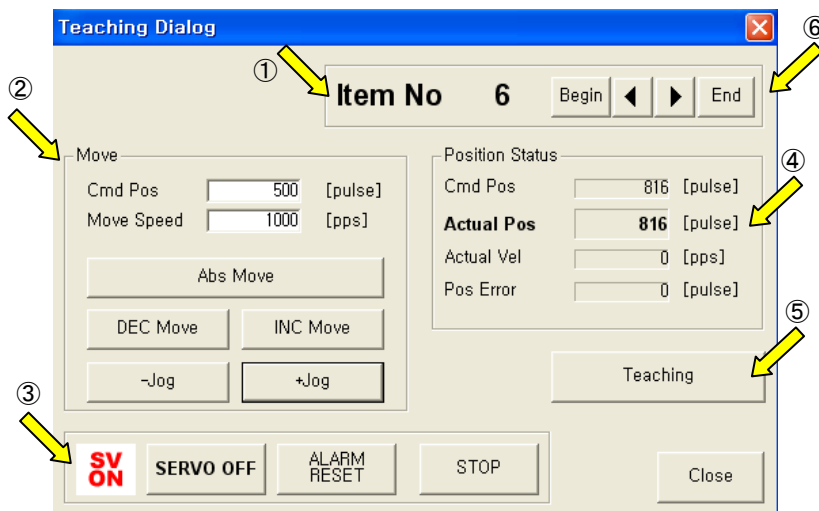 Teaching Dialog
⑥
①
Item No 6 Begin End
②
Move
Cmd Pos 500 [pulse]
Move Speed 1000 [pps]
Abs Move
DEC Move INC Move
-Jog +Jog
Position Status
④
Cmd Pos 816 [pulse]
Actual Pos 816 [pulse]
Actual Vel 0 [pps]
Pos Error 0 [pulse]
⑤
Teaching
③
SV
ON
SERVO OFF
ALARM
RESET
STOP
Close